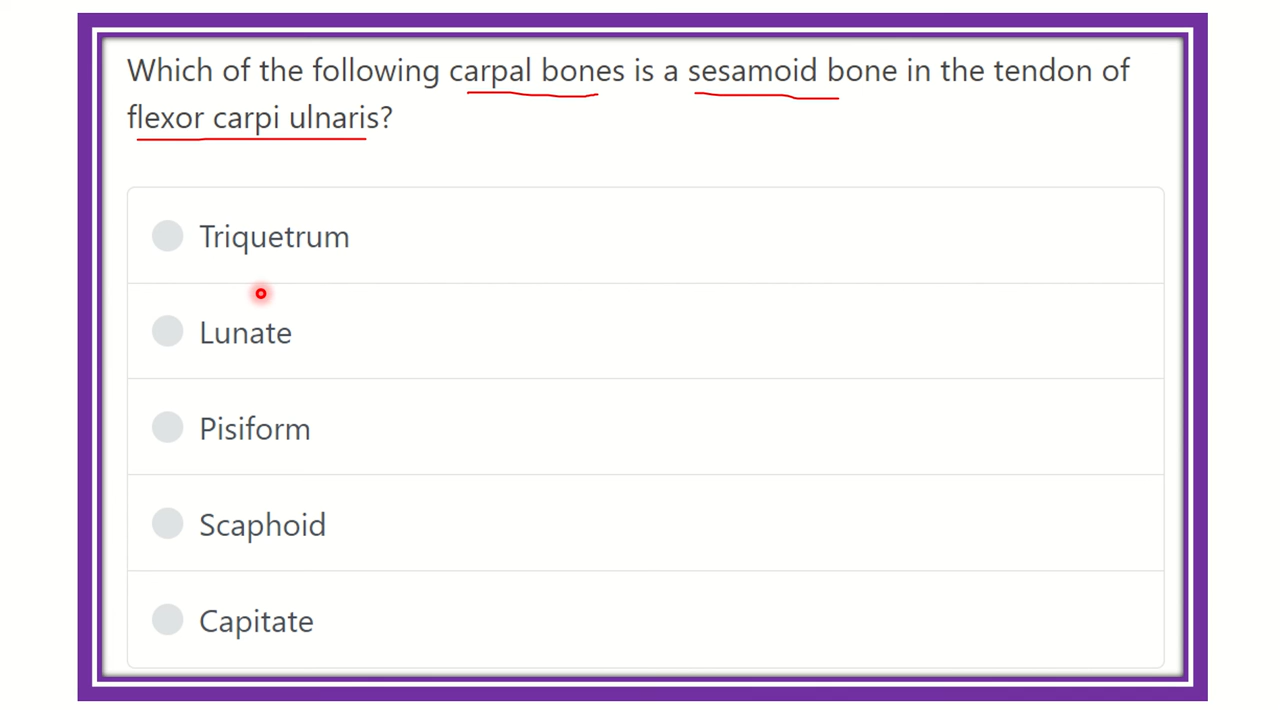 Which of the following carpal bones is a sesamoid bone in the tendon of
flexor carpi ulnaris?
Triquetrum
Lunate
Pisiform
Scaphoid
Capitate